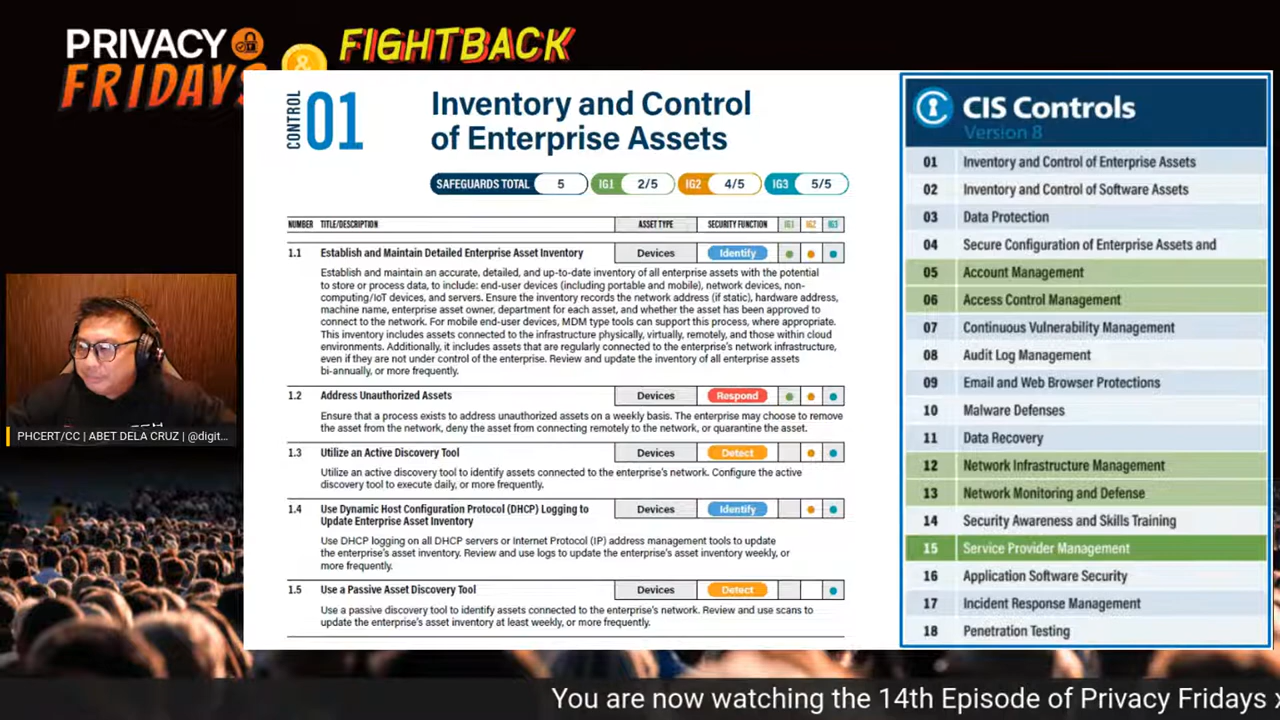 PRIVACY
FRIDAYS
&
FIGHTBACK
CONTROL
01
Inventory and Control
of Enterprise Assets
SAFEGUARDS TOTAL 5 IG1 2/5 IG2 4/5 IG3 5/5
NUMBER TITLE/DESCRIPTION ASSET TYPE SECURITY FUNCTION IG1 IG2 IG3
1.1 Establish and Maintain Detailed Enterprise Asset Inventory Devices Identify
Establish and maintain an accurate, detailed, and up-to-date inventory of all enterprise assets with the potential
to store or process data, to include: end-user devices (including portable and mobile), network devices, non-
computing/IoT devices, and servers. Ensure the inventory records the network address (if static), hardware address,
machine name, enterprise asset owner, department for each asset, and whether the asset has been approved to
connect to the network. For mobile end-user devices, MDM type tools can support this process, where appropriate.
This inventory includes assets connected to the infrastructure physically, virtually, remotely, and those within cloud
environments. Additionally, it includes assets that are regularly connected to the enterprise's network infrastructure,
even if they are not under control of the enterprise. Review and update the inventory of all enterprise assets
bi-annually, or more frequently.
1.2 Address Unauthorized Assets Devices Respond
Ensure that a process exists to address unauthorized assets on a weekly basis. The enterprise may choose to remove
the asset from the network, deny the asset from connecting remotely to the network, or quarantine the asset.
1.3 Utilize an Active Discovery Tool Devices Detect
Utilize an active discovery tool to identify assets connected to the enterprise's network. Configure the active
discovery tool to execute daily, or more frequently.
1.4 Use Dynamic Host Configuration Protocol (DHCP) Logging to Devices Identify
Update Enterprise Asset Inventory
Use DHCP logging on all DHCP servers or Internet Protocol (IP) address management tools to update
the enterprise's asset inventory. Review and use logs to update the enterprise's asset inventory weekly, or
more frequently.
1.5 Use a Passive Asset Discovery Tool Devices Detect
Use a passive discovery tool to identify assets connected to the enterprise's network. Review and use scans to
update the enterprise's asset inventory at least weekly, or more frequently.
CIS Controls
Version 8
01 Inventory and Control of Enterprise Assets
02 Inventory and Control of Software Assets
03 Data Protection
04 Secure Configuration of Enterprise Assets and
05 Account Management
06 Access Control Management
07 Continuous Vulnerability Management
08 Audit Log Management
09 Email and Web Browser Protections
10 Malware Defenses
11 Data Recovery
12 Network Infrastructure Management
13 Network Monitoring and Defense
14 Security Awareness and Skills Training
15 Service Provider Management
16 Application Software Security
17 Incident Response Management
18 Penetration Testing
PHCERT/CC | ABET DELA CRUZ | @digit...
You are now watching the 14th Episode of Privacy Fridays x